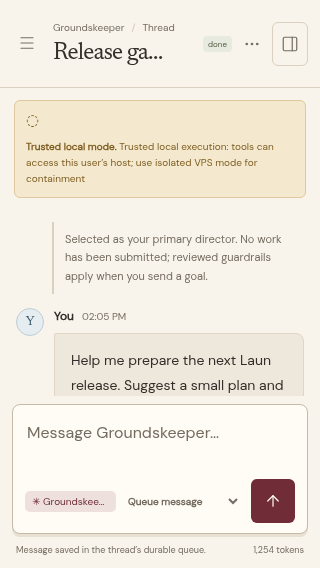 Groundskeeper / Thread
Release ga...
done
Trusted local mode. Trusted local execution: tools can
access this user's host; use isolated VPS mode for
containment
Selected as your primary director. No work
has been submitted; reviewed guardrails
apply when you send a goal.
Y
You 02:05 PM
Help me prepare the next Laun
release. Suggest a small plan and
Message Groundskeeper...
✳ Groundskee...
Queue message
Message saved in the thread's durable queue.
1,254 tokens